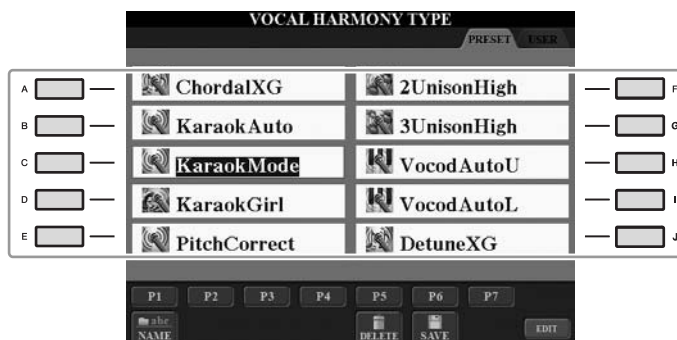 VOCAL HARMONY TYPE
PRESET USER
A ChordalXG 2UnisonHigh F
B KaraokAuto 3UnisonHigh G
C KaraokMode VocodAutoU H
D KaraokGirl VocodAutoL I
E PitchCorrect DetuneXG J
P1 P2 P3 P4 P5 P6 P7
abc
NAME DELETE SAVE EDIT